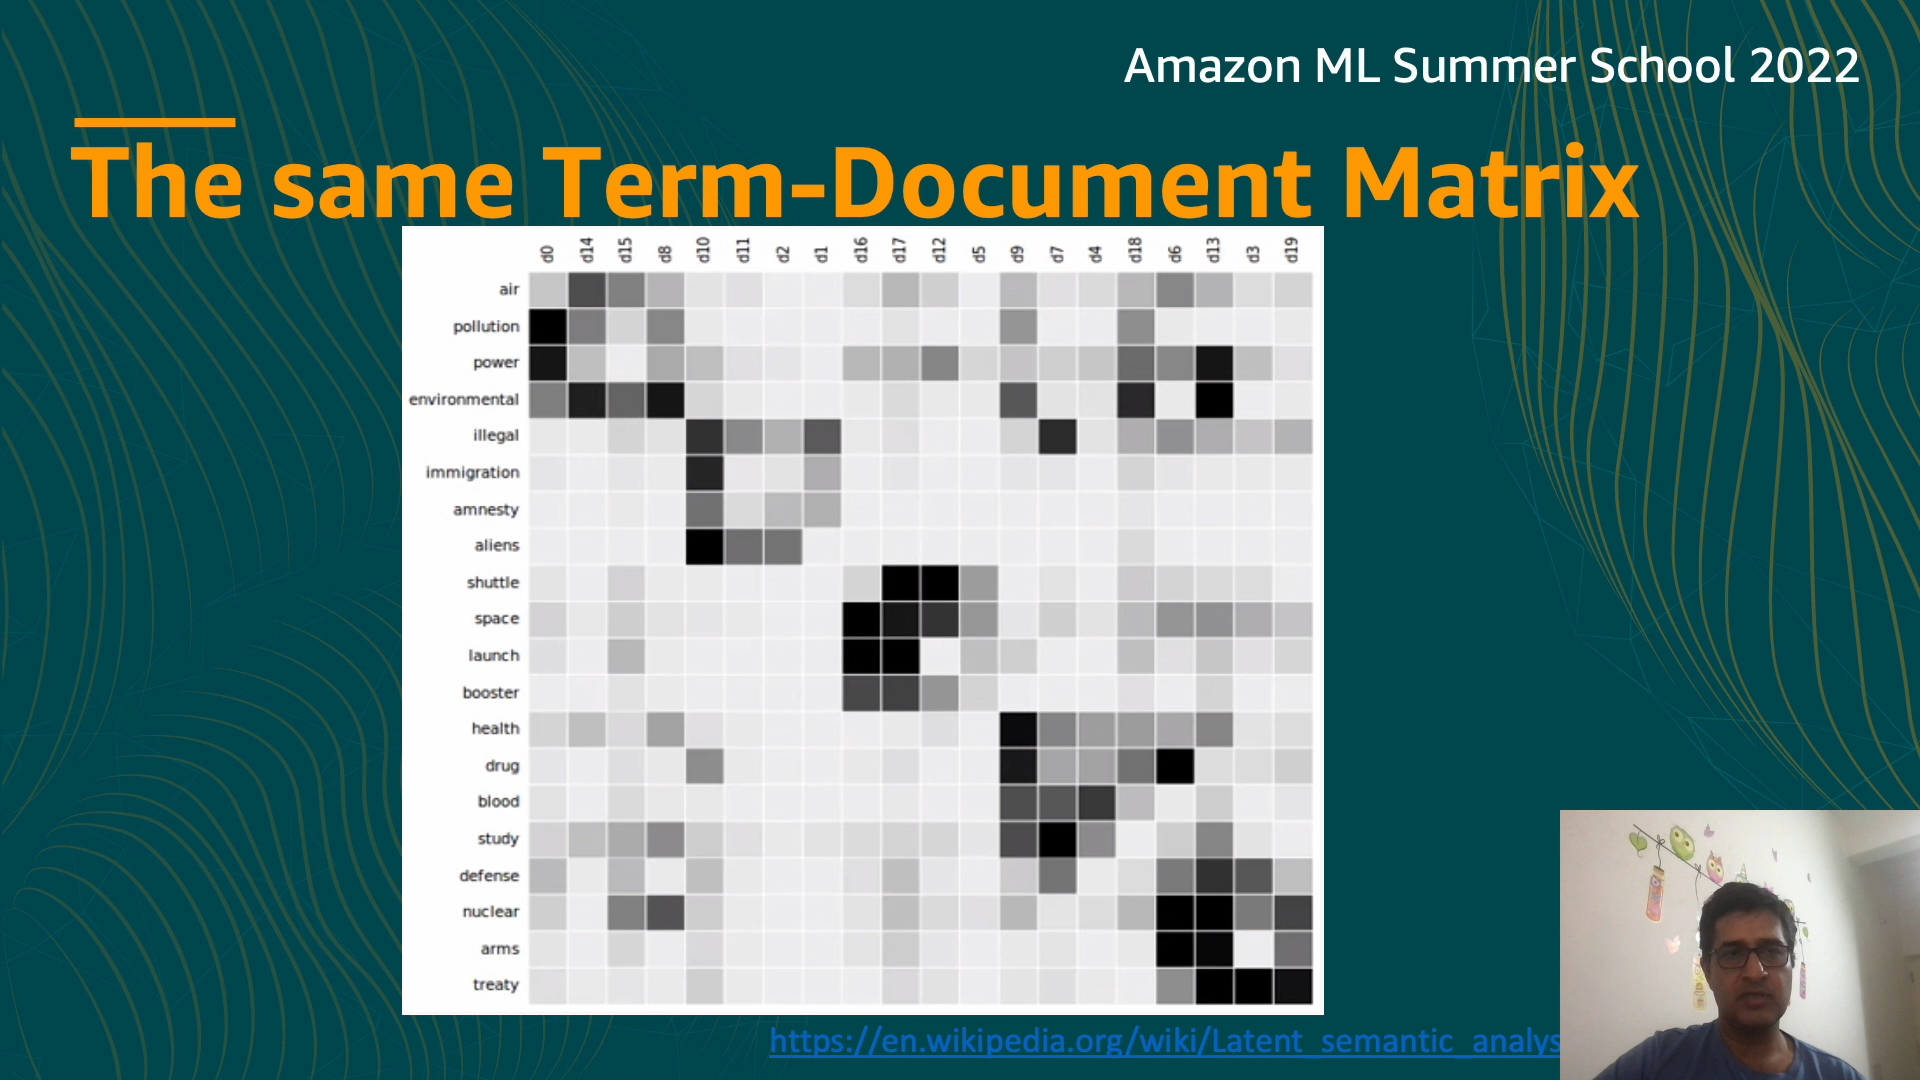 Amazon ML Summer School 2022
The same Term-Document Matrix
d0 d14 d15 d8 d10 d11 d2 d1 d16 d17 d12 d5 d9 d7 d4 d18 d6 d13 d3 d19
air
pollution
power
environmental
illegal
immigration
amnesty
aliens
shuttle
space
launch
booster
health
drug
blood
study
defense
nuclear
arms
treaty
https://en.wikipedia.org/wiki/Latent_semantic_analys